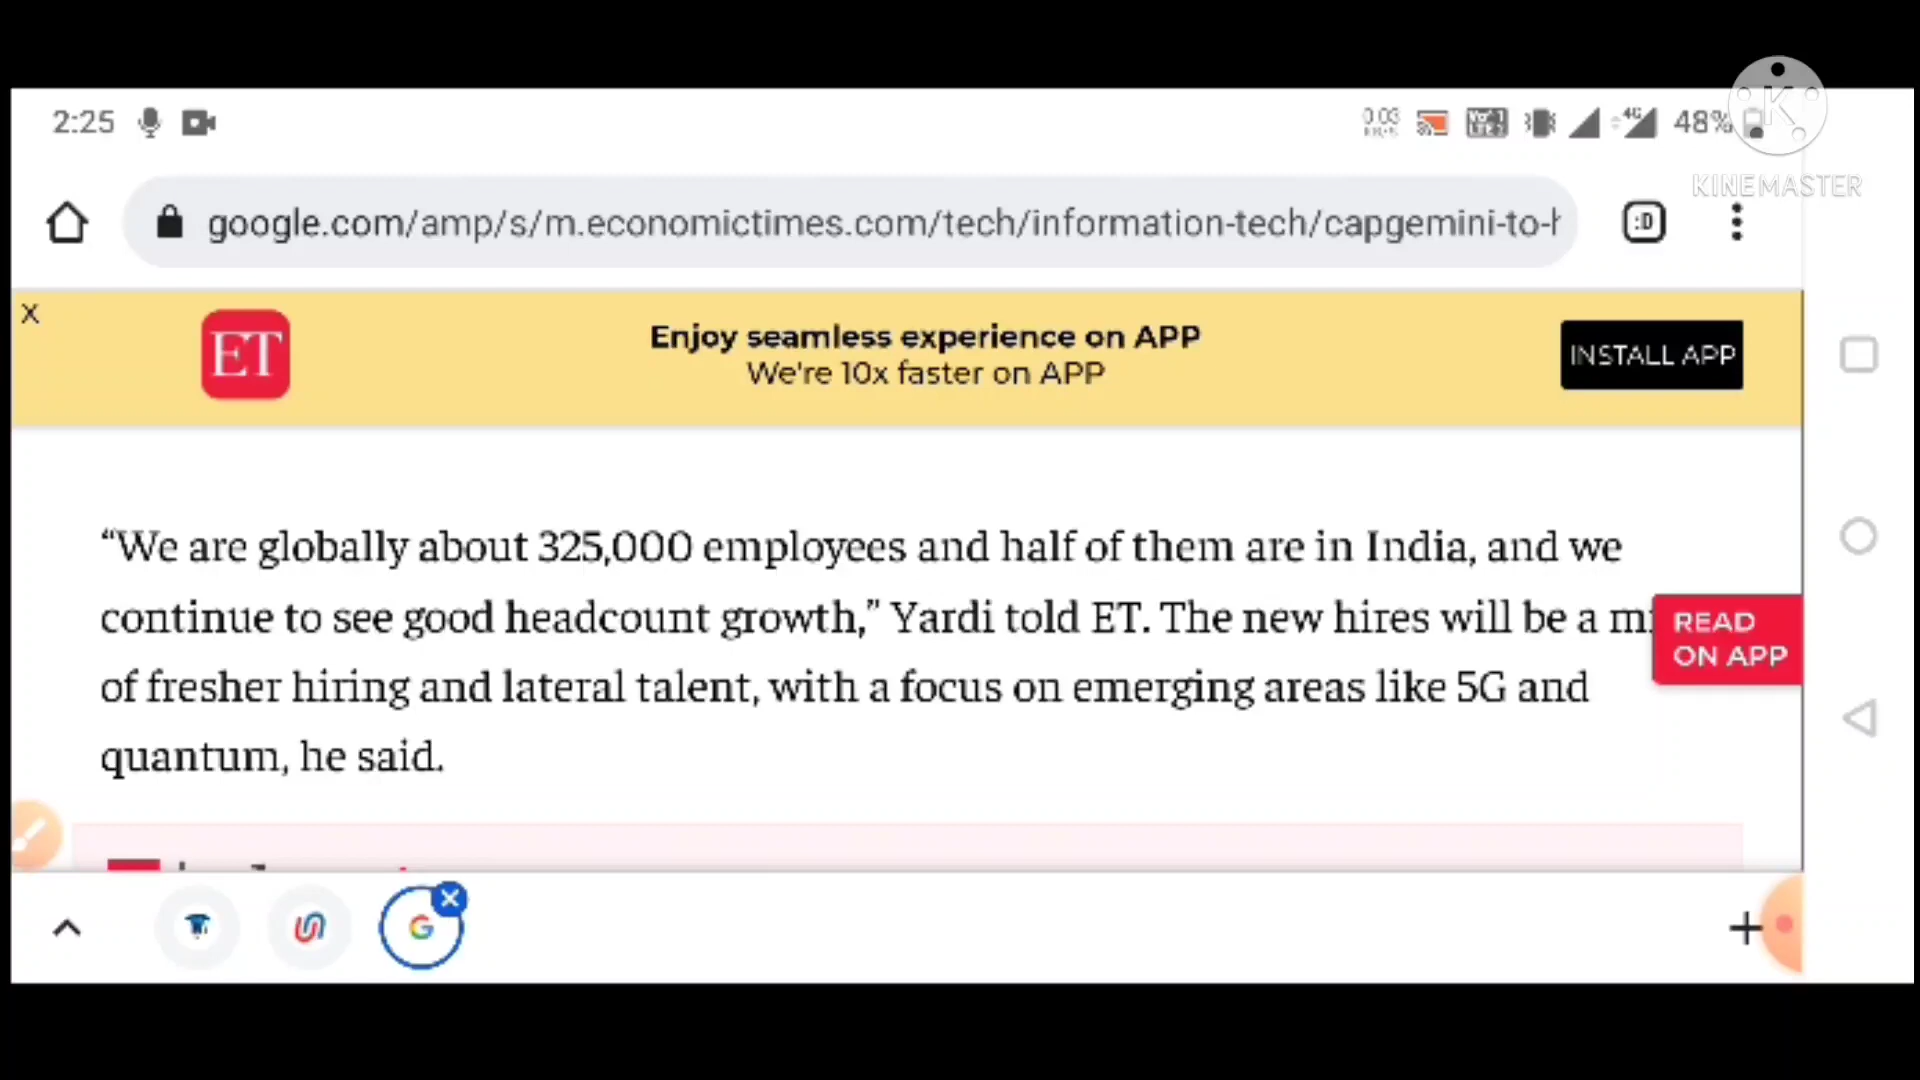 2:25
0.03
4G
48%
KINEMASTER
google.com/amp/s/m.economictimes.com/tech/information-tech/capgemini-to-h
:D
X
ET
Enjoy seamless experience on APP
We're 10x faster on APP
INSTALL APP
“We are globally about 325,000 employees and half of them are in India, and we
continue to see good headcount growth,” Yardi told ET. The new hires will be a mi
of fresher hiring and lateral talent, with a focus on emerging areas like 5G and
quantum, he said.
READ
ON APP